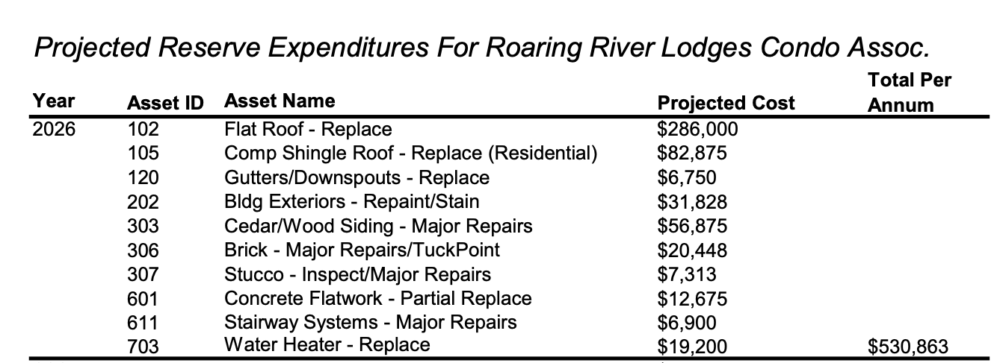 Projected Reserve Expenditures For Roaring River Lodges Condo Assoc.
Year Asset ID Asset Name Projected Cost Total Per Annum
2026 102 Flat Roof - Replace $286,000
105 Comp Shingle Roof - Replace (Residential) $82,875
120 Gutters/Downspouts - Replace $6,750
202 Bldg Exteriors - Repaint/Stain $31,828
303 Cedar/Wood Siding - Major Repairs $56,875
306 Brick - Major Repairs/TuckPoint $20,448
307 Stucco - Inspect/Major Repairs $7,313
601 Concrete Flatwork - Partial Replace $12,675
611 Stairway Systems - Major Repairs $6,900
703 Water Heater - Replace $19,200 $530,863